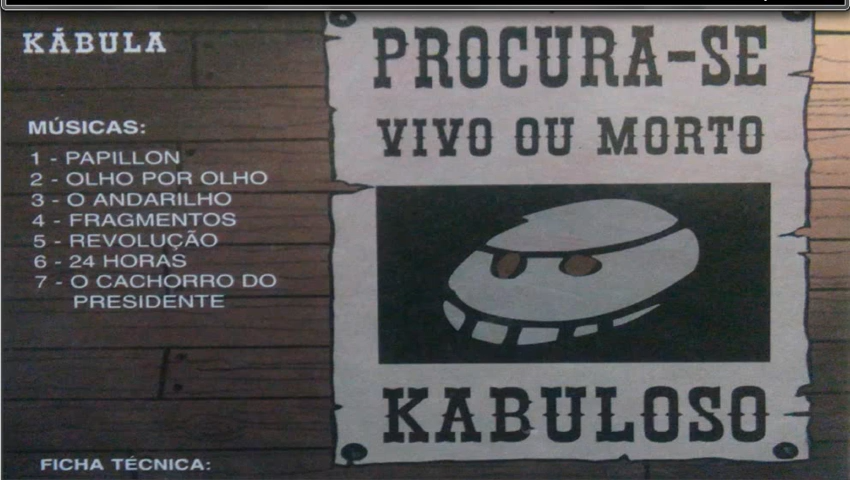 KÁBULA
MÚSICAS:
1 - PAPILLON
2 - OLHO POR OLHO
3 - O ANDARILHO
4 - FRAGMENTOS
5 - REVOLUÇÃO
6 - 24 HORAS
7 - O CACHORRO DO
PRESIDENTE
FICHA TÉCNICA:
PROCURA-SE
VIVO OU MORTO
KABULOSO